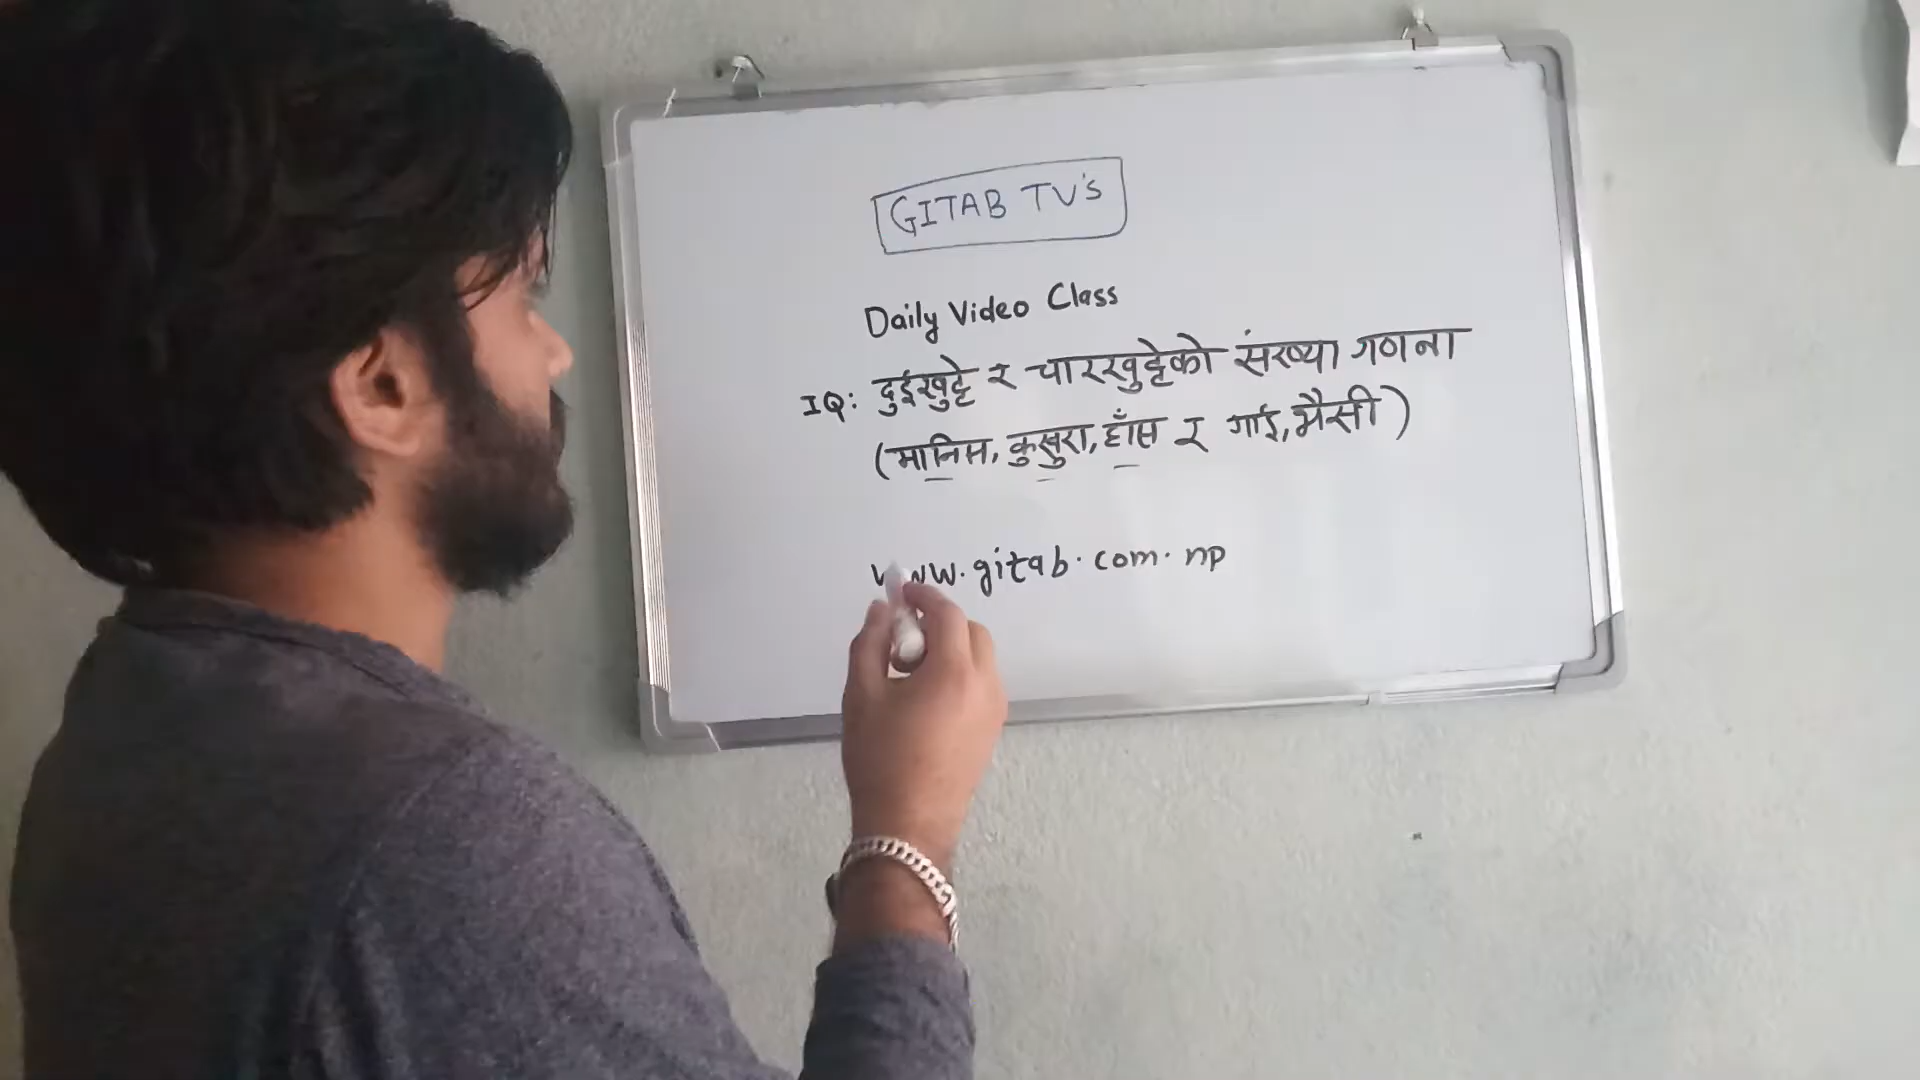 GITAB TV'S
Daily Video Class
IQ: दुईखुट्टे र चारखुट्टेको संख्या गणना
(मानिस, कुखुरा, हाँस र गाई, भैसी)
www.gitab.com.np